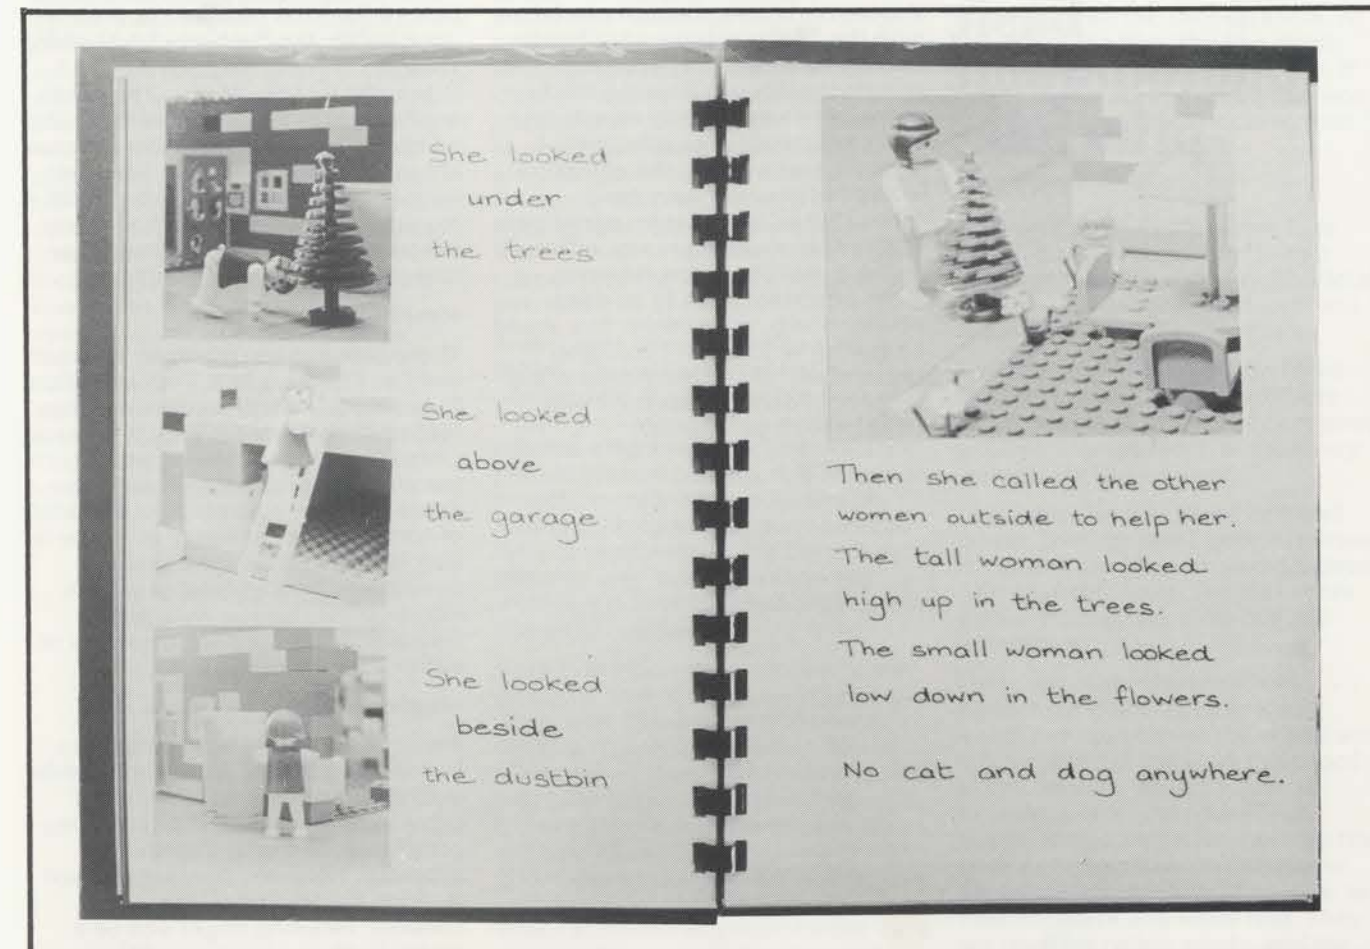 She looked
under
the trees
She looked
above
the garage
She looked
beside
the dustbin
Then she called the other
women outside to help her.
The tall woman looked
high up in the trees.
The small woman looked
low down in the flowers.
No cat and dog anywhere.